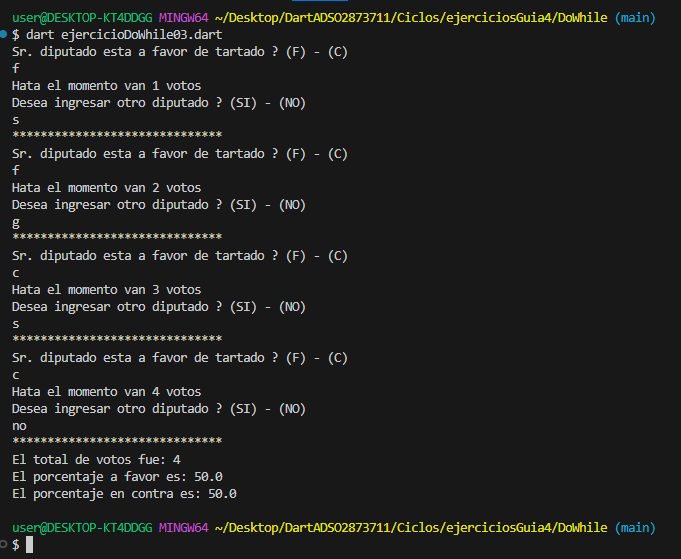 user@DESKTOP-KT4DDGG MINGW64 ~/Desktop/DartADSO2873711/Ciclos/ejerciciosGuia4/DoWhile (main)
$ dart ejercicioDoWhile03.dart
Sr. diputado esta a favor de tartado ? (F) - (C)
f
Hata el momento van 1 votos
Desea ingresar otro diputado ? (SI) - (NO)
s
******************************
Sr. diputado esta a favor de tartado ? (F) - (C)
f
Hata el momento van 2 votos
Desea ingresar otro diputado ? (SI) - (NO)
g
******************************
Sr. diputado esta a favor de tartado ? (F) - (C)
c
Hata el momento van 3 votos
Desea ingresar otro diputado ? (SI) - (NO)
s
******************************
Sr. diputado esta a favor de tartado ? (F) - (C)
c
Hata el momento van 4 votos
Desea ingresar otro diputado ? (SI) - (NO)
no
******************************
El total de votos fue: 4
El porcentaje a favor es: 50.0
El porcentaje en contra es: 50.0
user@DESKTOP-KT4DDGG MINGW64 ~/Desktop/DartADSO2873711/Ciclos/ejerciciosGuia4/DoWhile (main)
$